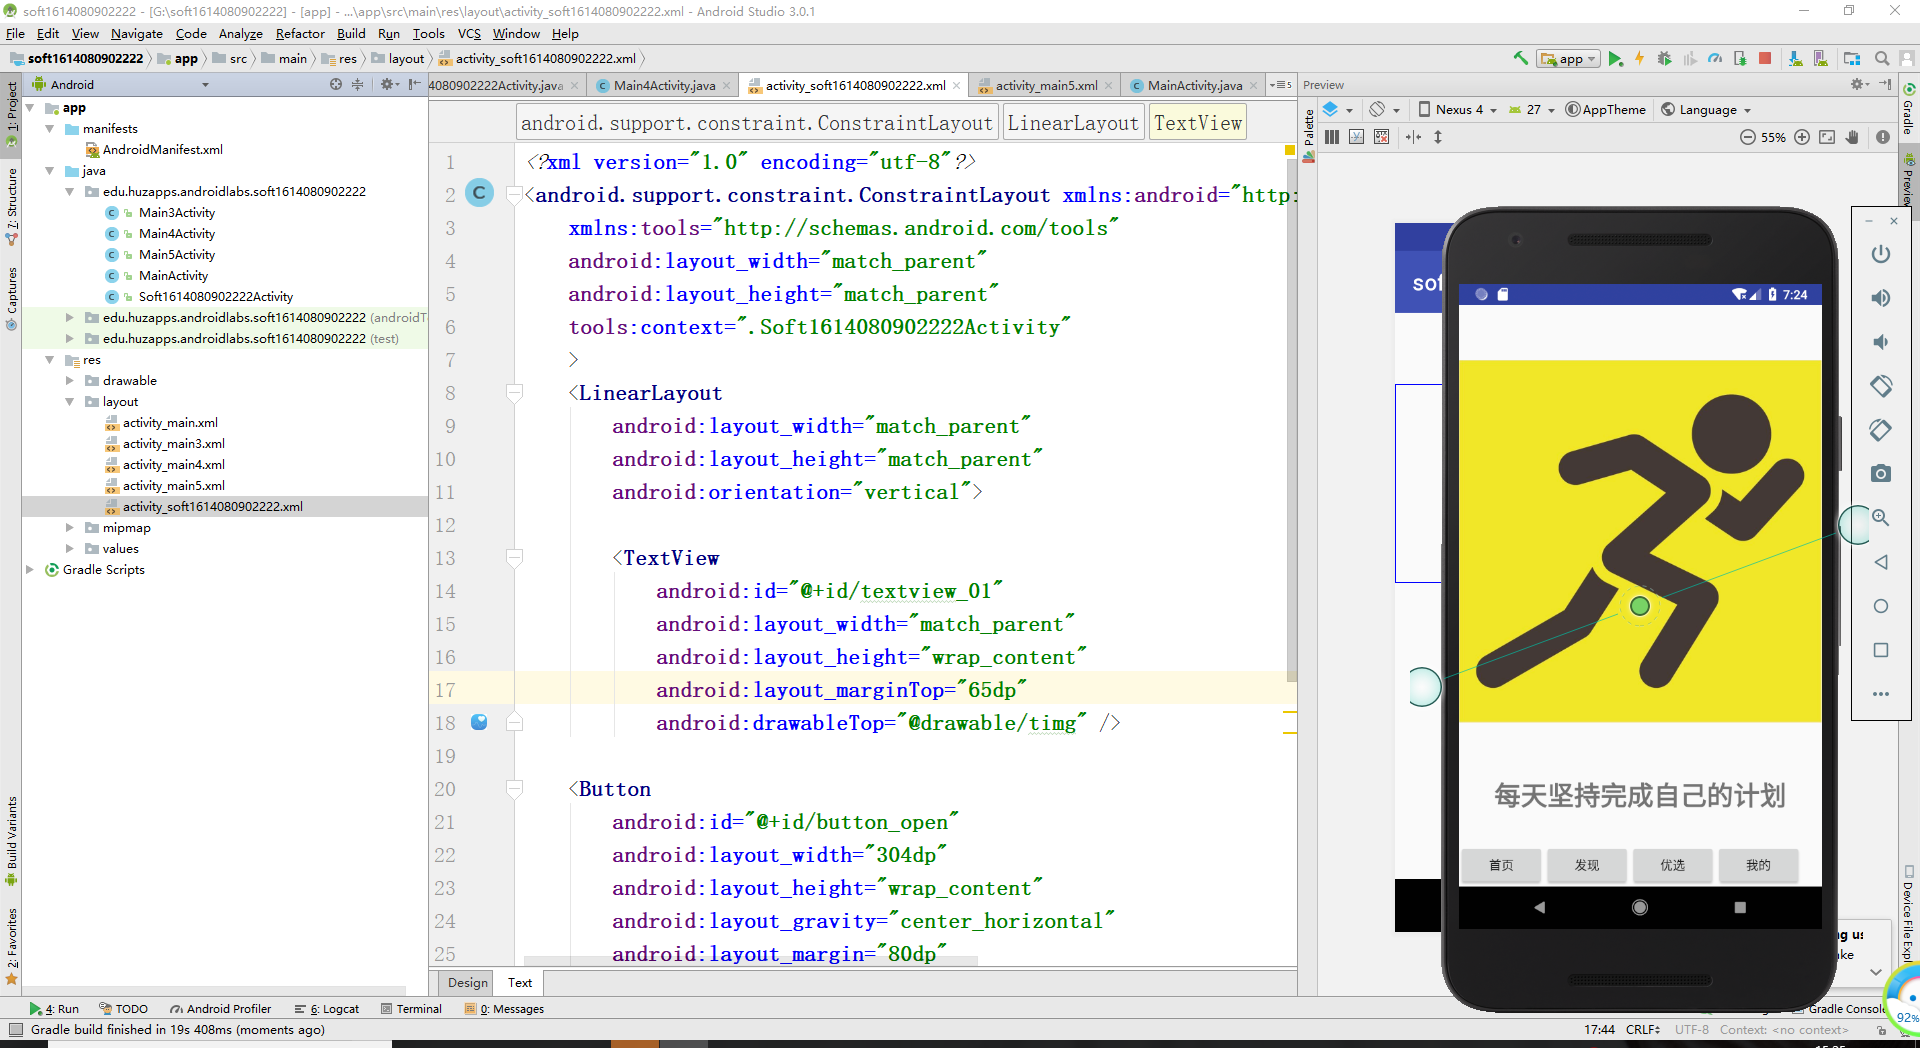 soft1614080902222 - [G:\soft1614080902222] - [app] - ...\app\src\main\res\layout\activity_soft1614080902222.xml - Android Studio 3.0.1
File Edit View Navigate Code Analyze Refactor Build Run Tools VCS Window Help
soft1614080902222 app src main res layout activity_soft1614080902222.xml
app
Android
4080902222Activity.java Main4Activity.java activity_soft1614080902222.xml activity_main5.xml MainActivity.java
Preview
Nexus 4 27 AppTheme Language
55%
1: Project
7: Structure
Captures
Build Variants
2: Favorites
app
manifests
AndroidManifest.xml
java
edu.huzapps.androidlabs.soft1614080902222
Main3Activity
Main4Activity
Main5Activity
MainActivity
Soft1614080902222Activity
edu.huzapps.androidlabs.soft1614080902222 (androidT
edu.huzapps.androidlabs.soft1614080902222 (test)
res
drawable
layout
activity_main.xml
activity_main3.xml
activity_main4.xml
activity_main5.xml
activity_soft1614080902222.xml
mipmap
values
Gradle Scripts
android.support.constraint.ConstraintLayout LinearLayout TextView
1 <?xml version="1.0" encoding="utf-8"?>
2 <android.support.constraint.ConstraintLayout xmlns:android="http:
3 xmlns:tools="http://schemas.android.com/tools"
4 android:layout_width="match_parent"
5 android:layout_height="match_parent"
6 tools:context=".Soft1614080902222Activity"
7 >
8 <LinearLayout
9 android:layout_width="match_parent"
10 android:layout_height="match_parent"
11 android:orientation="vertical">
12
13 <TextView
14 android:id="@+id/textview_01"
15 android:layout_width="match_parent"
16 android:layout_height="wrap_content"
17 android:layout_marginTop="65dp"
18 android:drawableTop="@drawable/timg" />
19
20 <Button
21 android:id="@+id/button_open"
22 android:layout_width="304dp"
23 android:layout_height="wrap_content"
24 android:layout_gravity="center_horizontal"
25 android:layout_margin="80dp"
Design Text
Palette
sof
7:24
每天坚持完成自己的计划
首页 发现 优选 我的
Gradle
Preview
Device File Expl
ng us
ke
92%
4: Run TODO Android Profiler 6: Logcat Terminal 0: Messages
Gradle Console
Gradle build finished in 19s 408ms (moments ago)
17:44 CRLF UTF-8 Context: <no context>